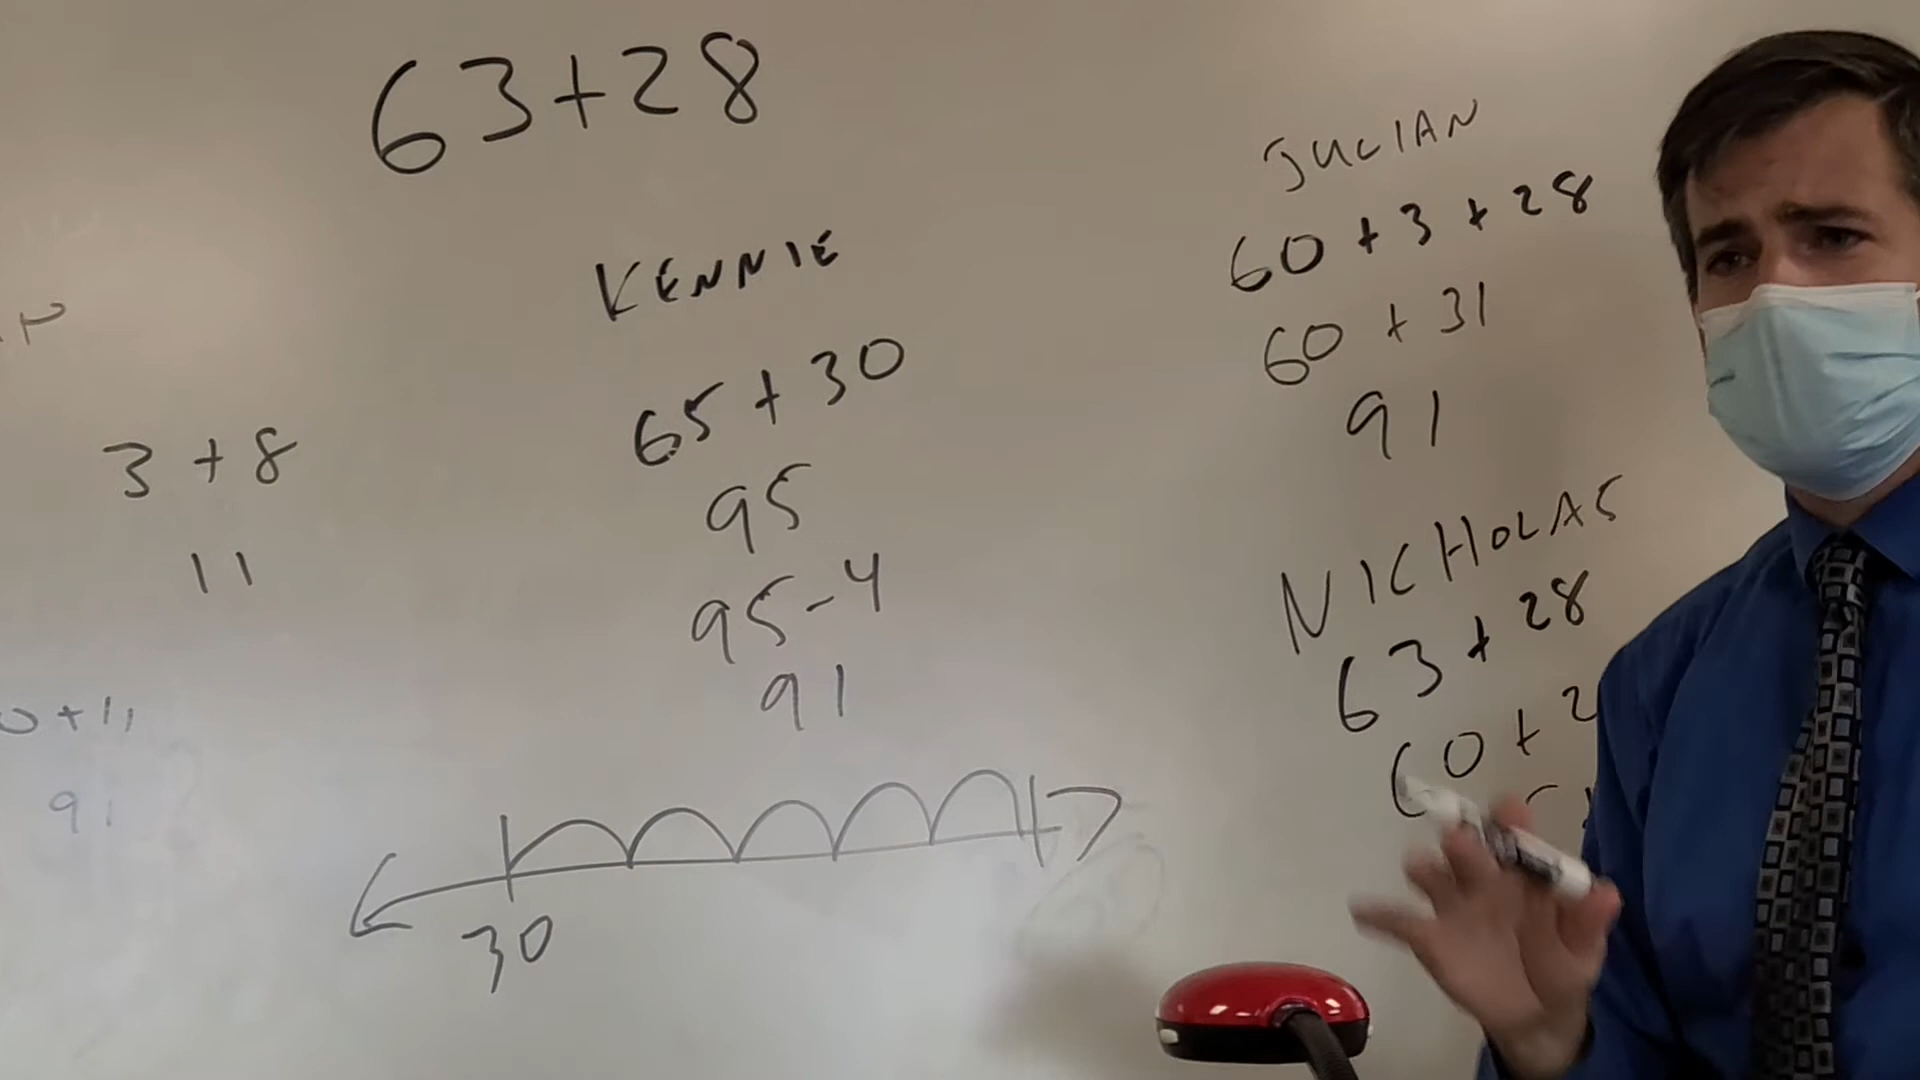 63+28
3 + 8
11
+11
91
KENNIE
65 + 30
95
95-4
91
30
JULIAN
60 + 3 + 28
60 + 31
91
NICHOLAS
63 + 28
60 + 2